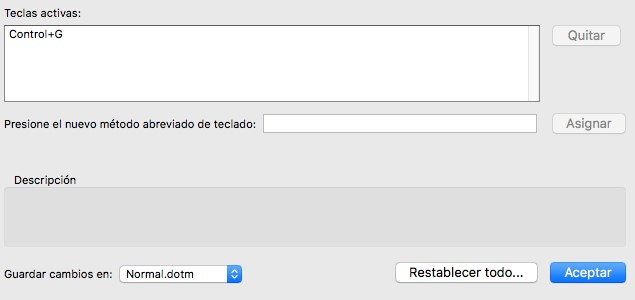 Teclas activas:
Control+G
Quitar
Presione el nuevo método abreviado de teclado:
Asignar
Descripción
Guardar cambios en:
Normal.dotm
Restablecer todo...
Aceptar